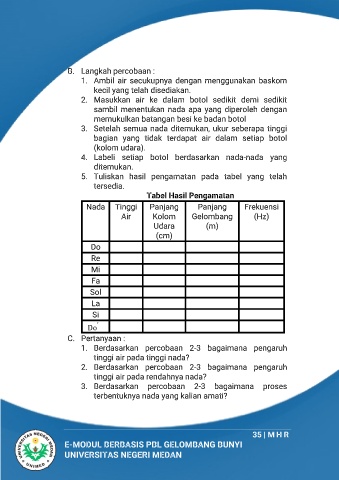 B. Langkah percobaan :
1. Ambil air secukupnya dengan menggunakan baskom
kecil yang telah disediakan.
2. Masukkan air ke dalam botol sedikit demi sedikit
sambil menentukan nada apa yang diperoleh dengan
memukulkan batangan besi ke badan botol
3. Setelah semua nada ditemukan, ukur seberapa tinggi
bagian yang tidak terdapat air dalam setiap botol
(kolom udara).
4. Labeli setiap botol berdasarkan nada-nada yang
ditemukan.
5. Tuliskan hasil pengamatan pada tabel yang telah
tersedia.
Tabel Hasil Pengamatan
Nada Tinggi Panjang Panjang Frekuensi
Air Kolom Gelombang (Hz)
Udara (m)
(cm)
Do
Re
Mi
Fa
Sol
La
Si
Do
C. Pertanyaan :
1. Berdasarkan percobaan 2-3 bagaimana pengaruh
tinggi air pada tinggi nada?
2. Berdasarkan percobaan 2-3 bagaimana pengaruh
tinggi air pada rendahnya nada?
3. Berdasarkan percobaan 2-3 bagaimana proses
terbentuknya nada yang kalian amati?
35 | M H R
UNIVERSITAS NEGERI MEDAN
UNIMED
E-MODUL BERBASIS PBL GELOMBANG BUNYI
UNIVERSITAS NEGERI MEDAN